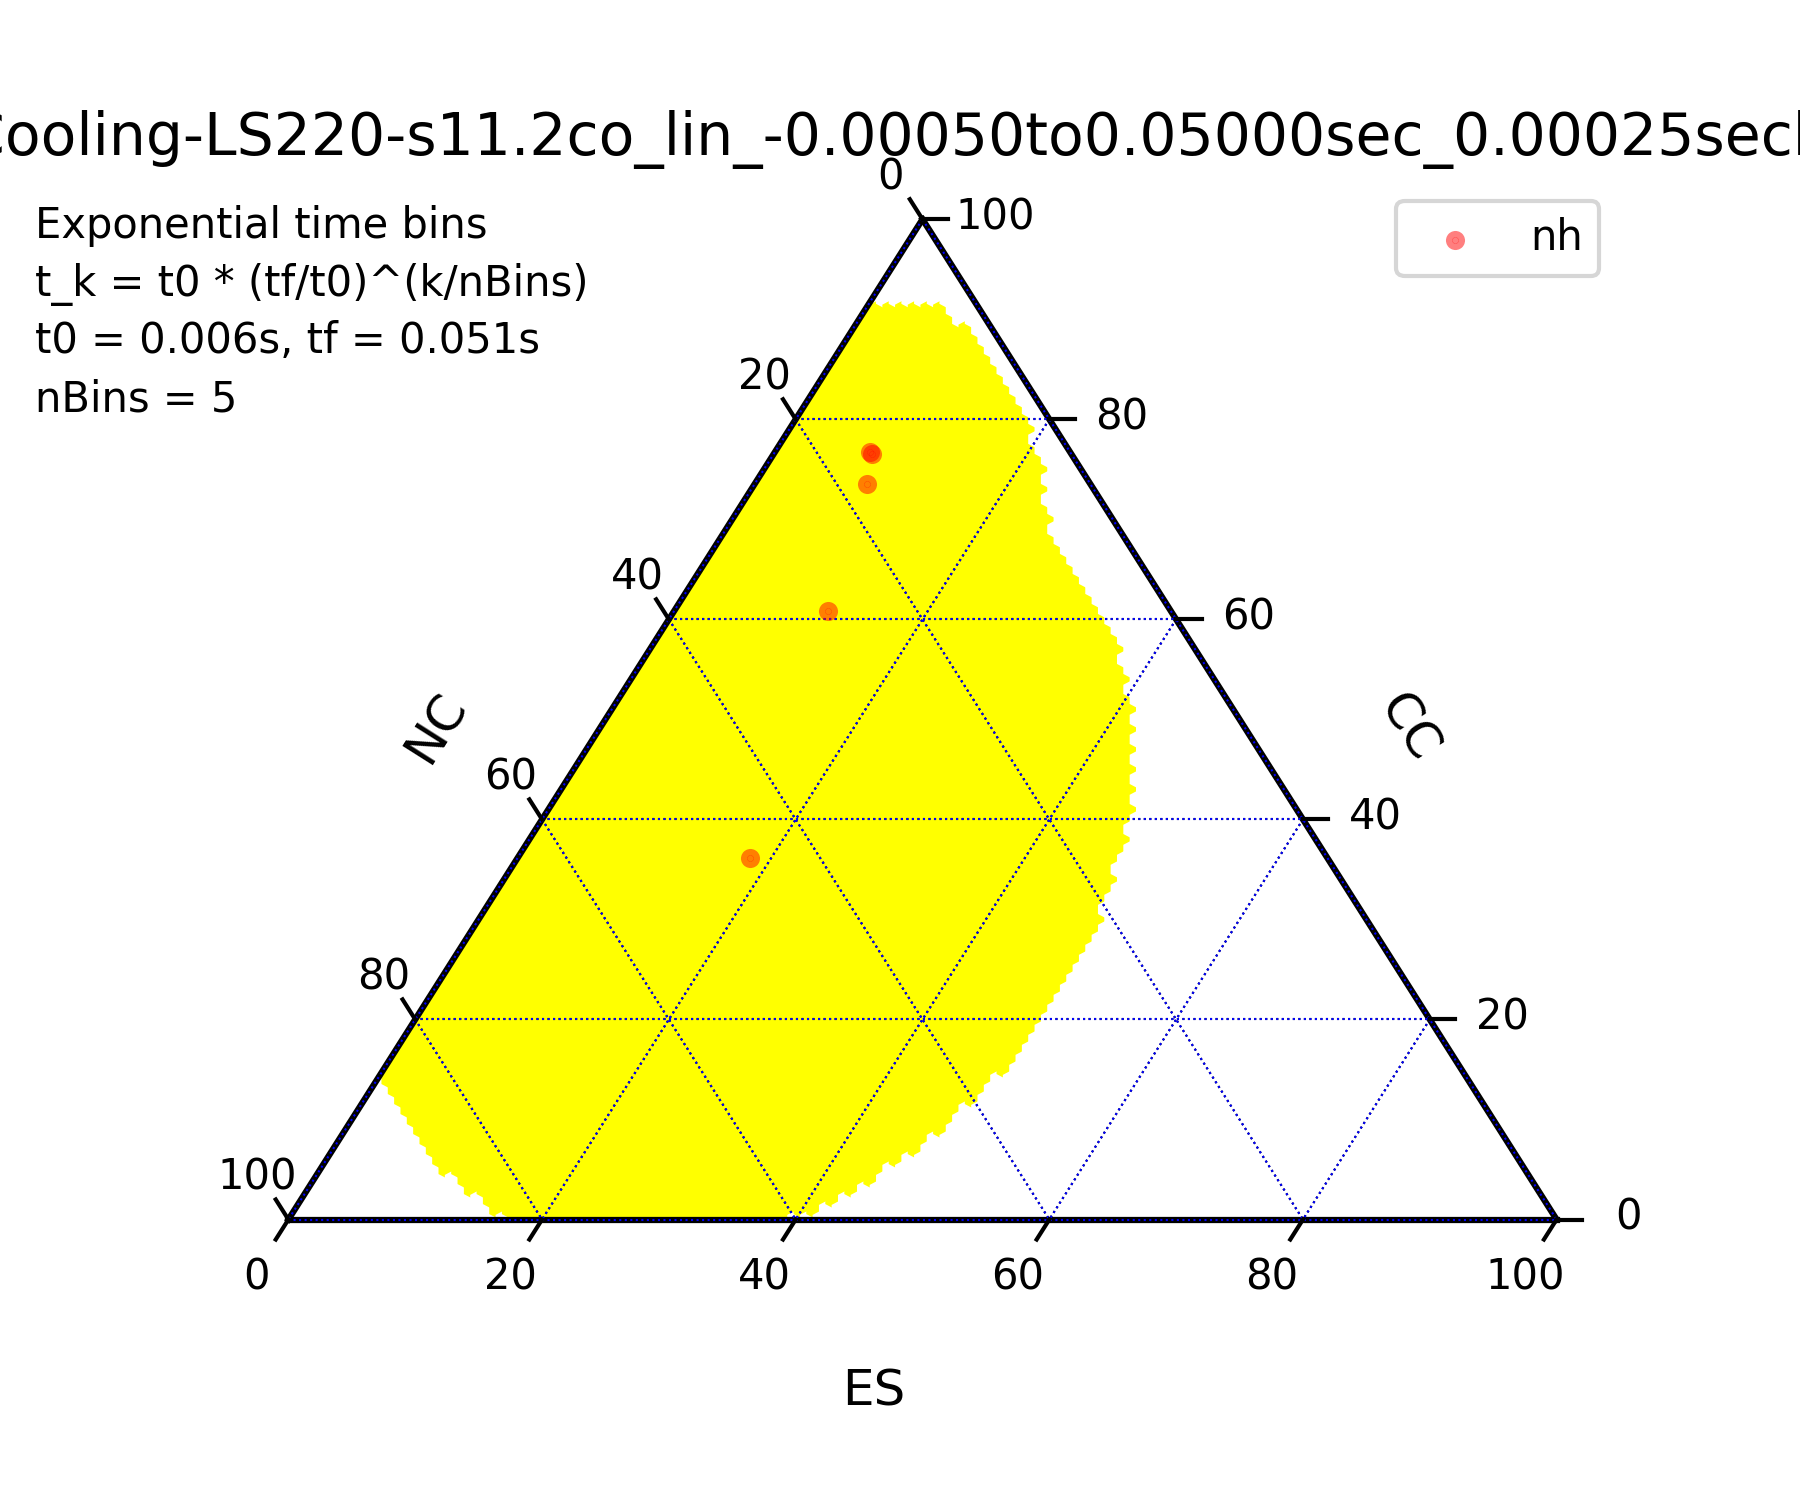 Cooling-LS220-s11.2co_lin_-0.00050to0.05000sec_0.00025sec
Exponential time bins
t_k = t0 * (tf/t0)^(k/nBins)
t0 = 0.006s, tf = 0.051s
nBins = 5
nh
0
100
20
80
40
60
NC
CC
60
40
80
20
100
0
0
20
40
60
80
100
ES